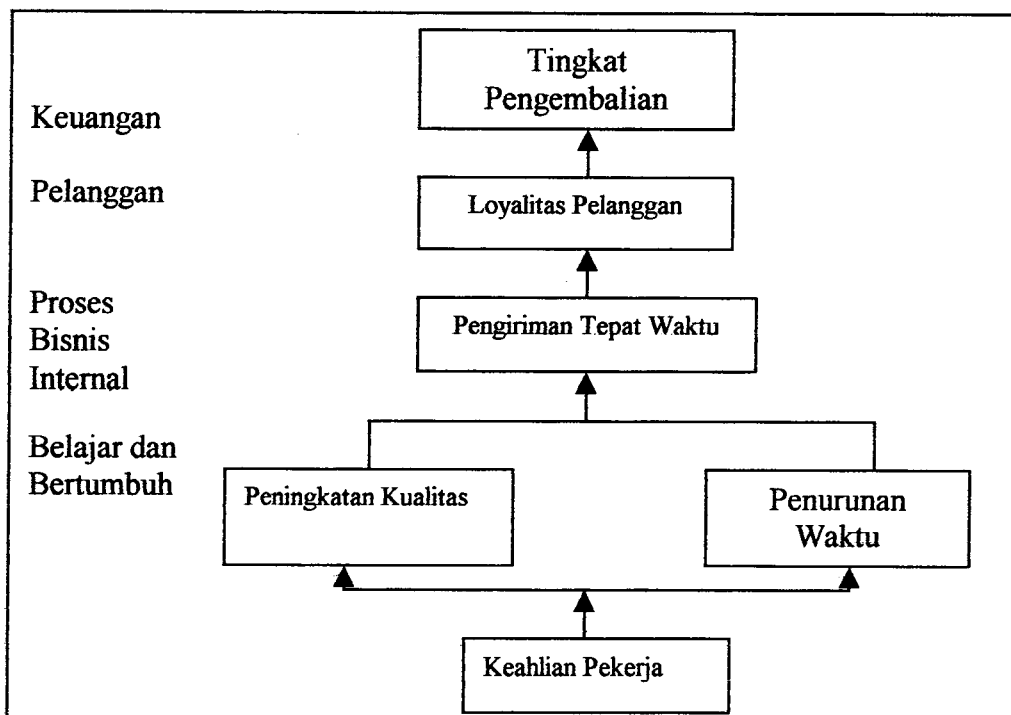 Tingkat
Pengembalian
Keuangan
Pelanggan
Loyalitas Pelanggan
Proses
Bisnis
Internal
Pengiriman Tepat Waktu
Belajar dan
Bertumbuh
Peningkatan Kualitas
Penurunan
Waktu
Keahlian Pekerja